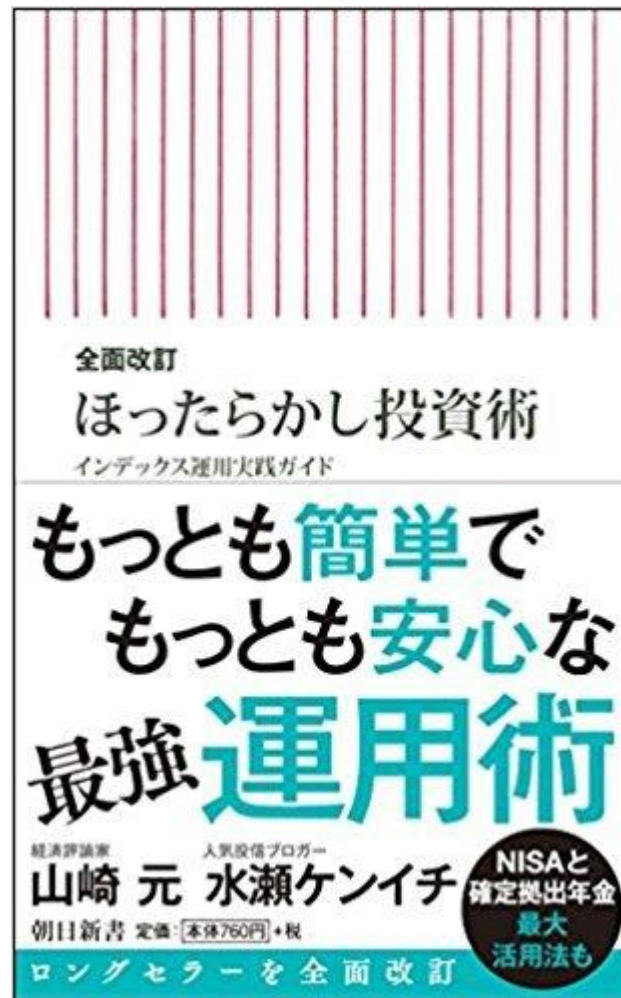 全面改訂
ほったらかし投資術
インデックス運用実践ガイド
もっとも簡単で
もっとも安心な
最強運用術
経済評論家 人気投信ブロガー
山崎 元 水瀬ケンイチ
朝日新書 定価:本体760円+税
NISAと
確定拠出年金
最大
活用法も
ロングセラーを全面改訂